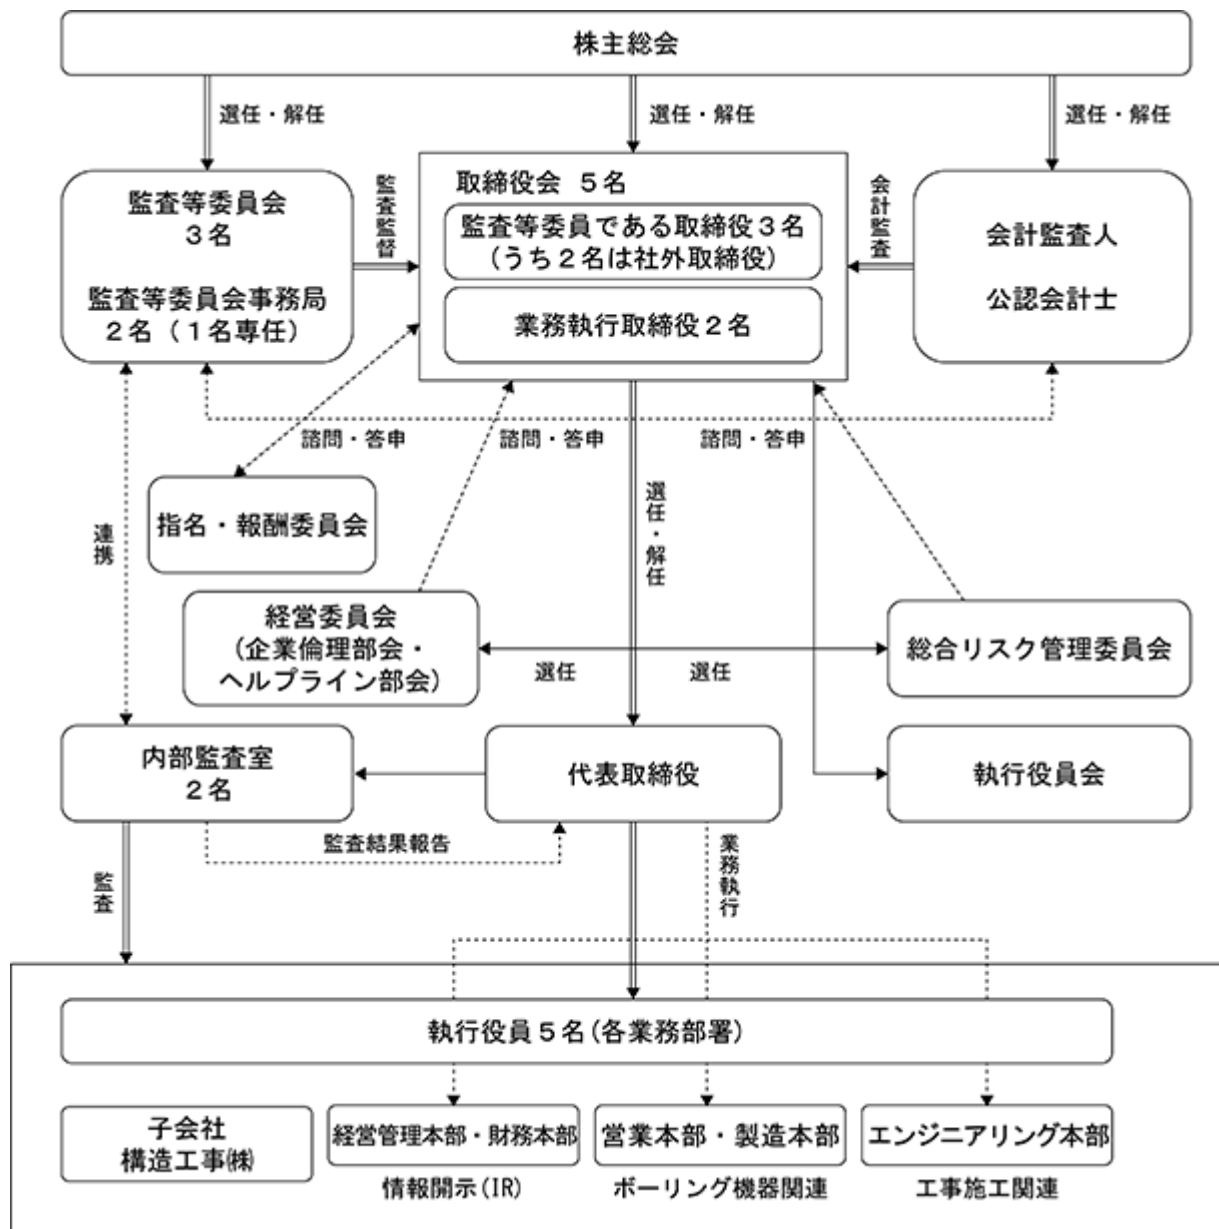 株主総会
選任・解任
選任・解任
選任・解任
監査等委員会
３名
監査等委員会事務局
２名（１名専任）
監査監督
取締役会 ５名
監査等委員である取締役３名
（うち２名は社外取締役）
業務執行取締役２名
会計監査
会計監査人
公認会計士
諮問・答申
諮問・答申
諮問・答申
指名・報酬委員会
連携
選任・解任
経営委員会
（企業倫理部会・
ヘルプライン部会）
選任
選任
総合リスク管理委員会
内部監査室
２名
代表取締役
執行役員会
監査結果報告
業務執行
監査
執行役員５名（各業務部署）
子会社
構造工事㈱
経営管理本部・財務本部
営業本部・製造本部
エンジニアリング本部
情報開示（IR）
ボーリング機器関連
工事施工関連